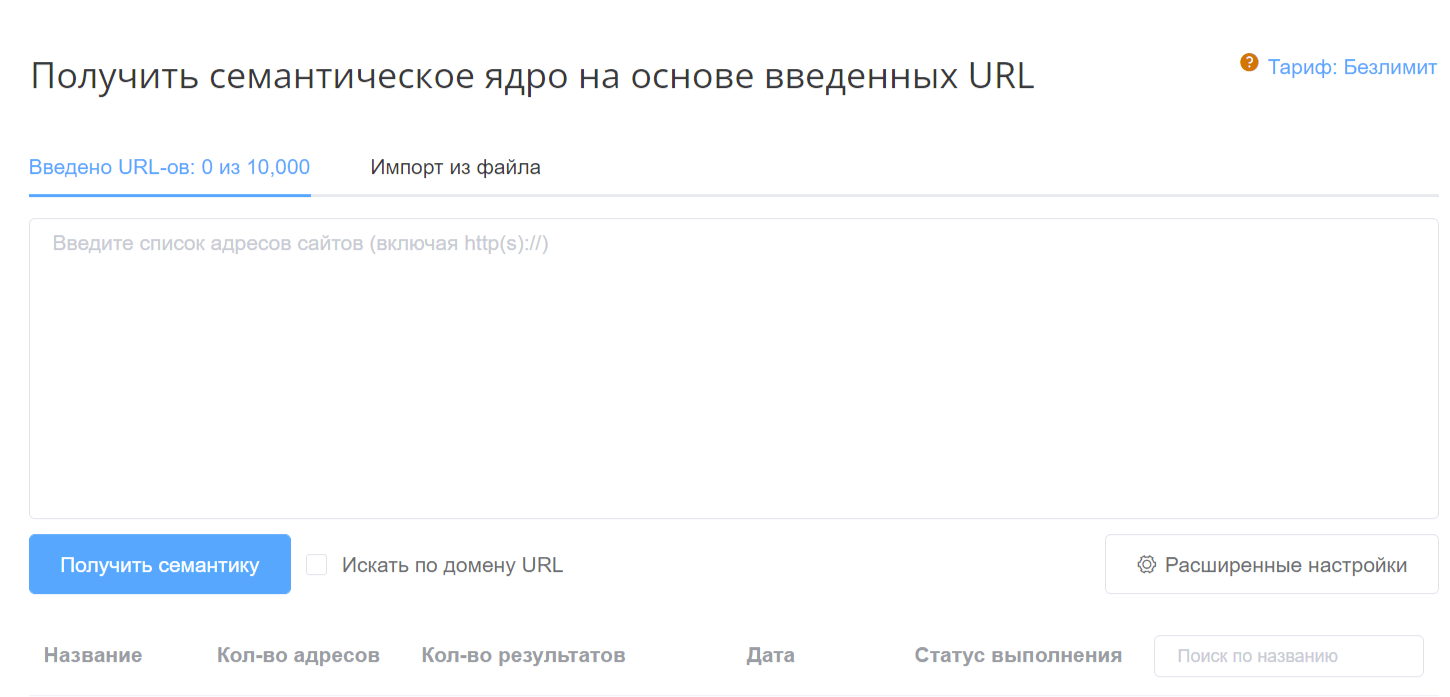 Получить семантическое ядро на основе введенных URL
? Тариф: Безлимит
Введено URL-ов: 0 из 10,000
Импорт из файла
Введите список адресов сайтов (включая http(s)://)
Получить семантику
Искать по домену URL
Расширенные настройки
Название
Кол-во адресов
Кол-во результатов
Дата
Статус выполнения
Поиск по названию